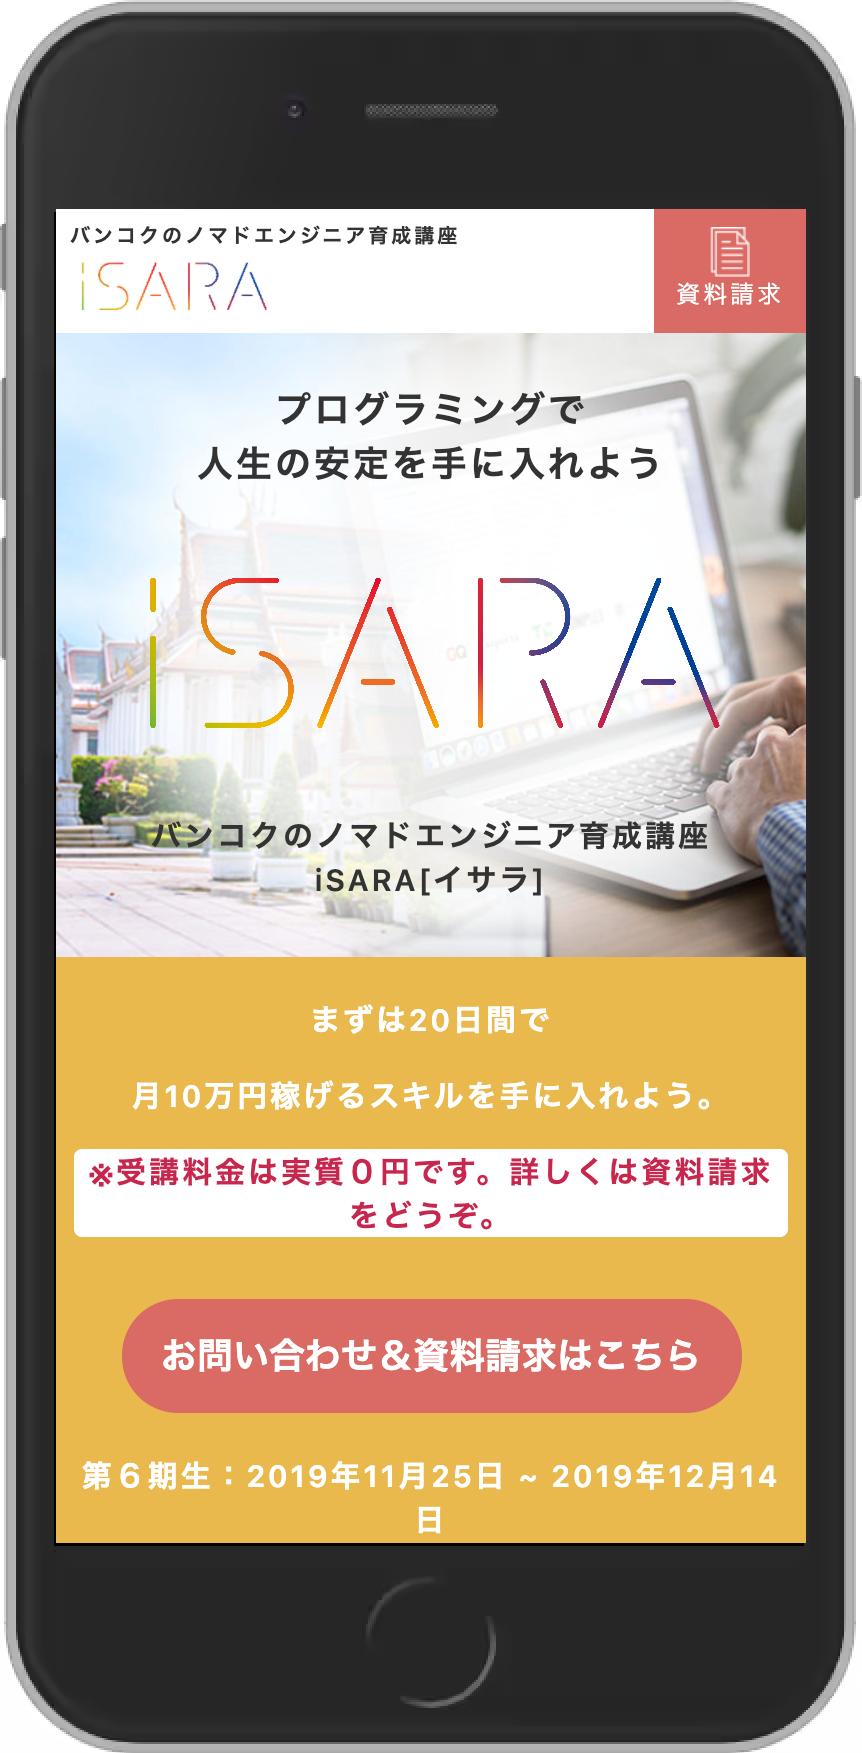 バンコクのノマドエンジニア育成講座
iSARA
資料請求
プログラミングで
人生の安定を手に入れよう
iSARA
バンコクのノマドエンジニア育成講座
iSARA[イサラ]
まずは20日間で
月10万円稼げるスキルを手に入れよう。
※受講料金は実質０円です。詳しくは資料請求
をどうぞ。
お問い合わせ＆資料請求はこちら
第６期生：2019年11月25日 ~ 2019年12月14
日